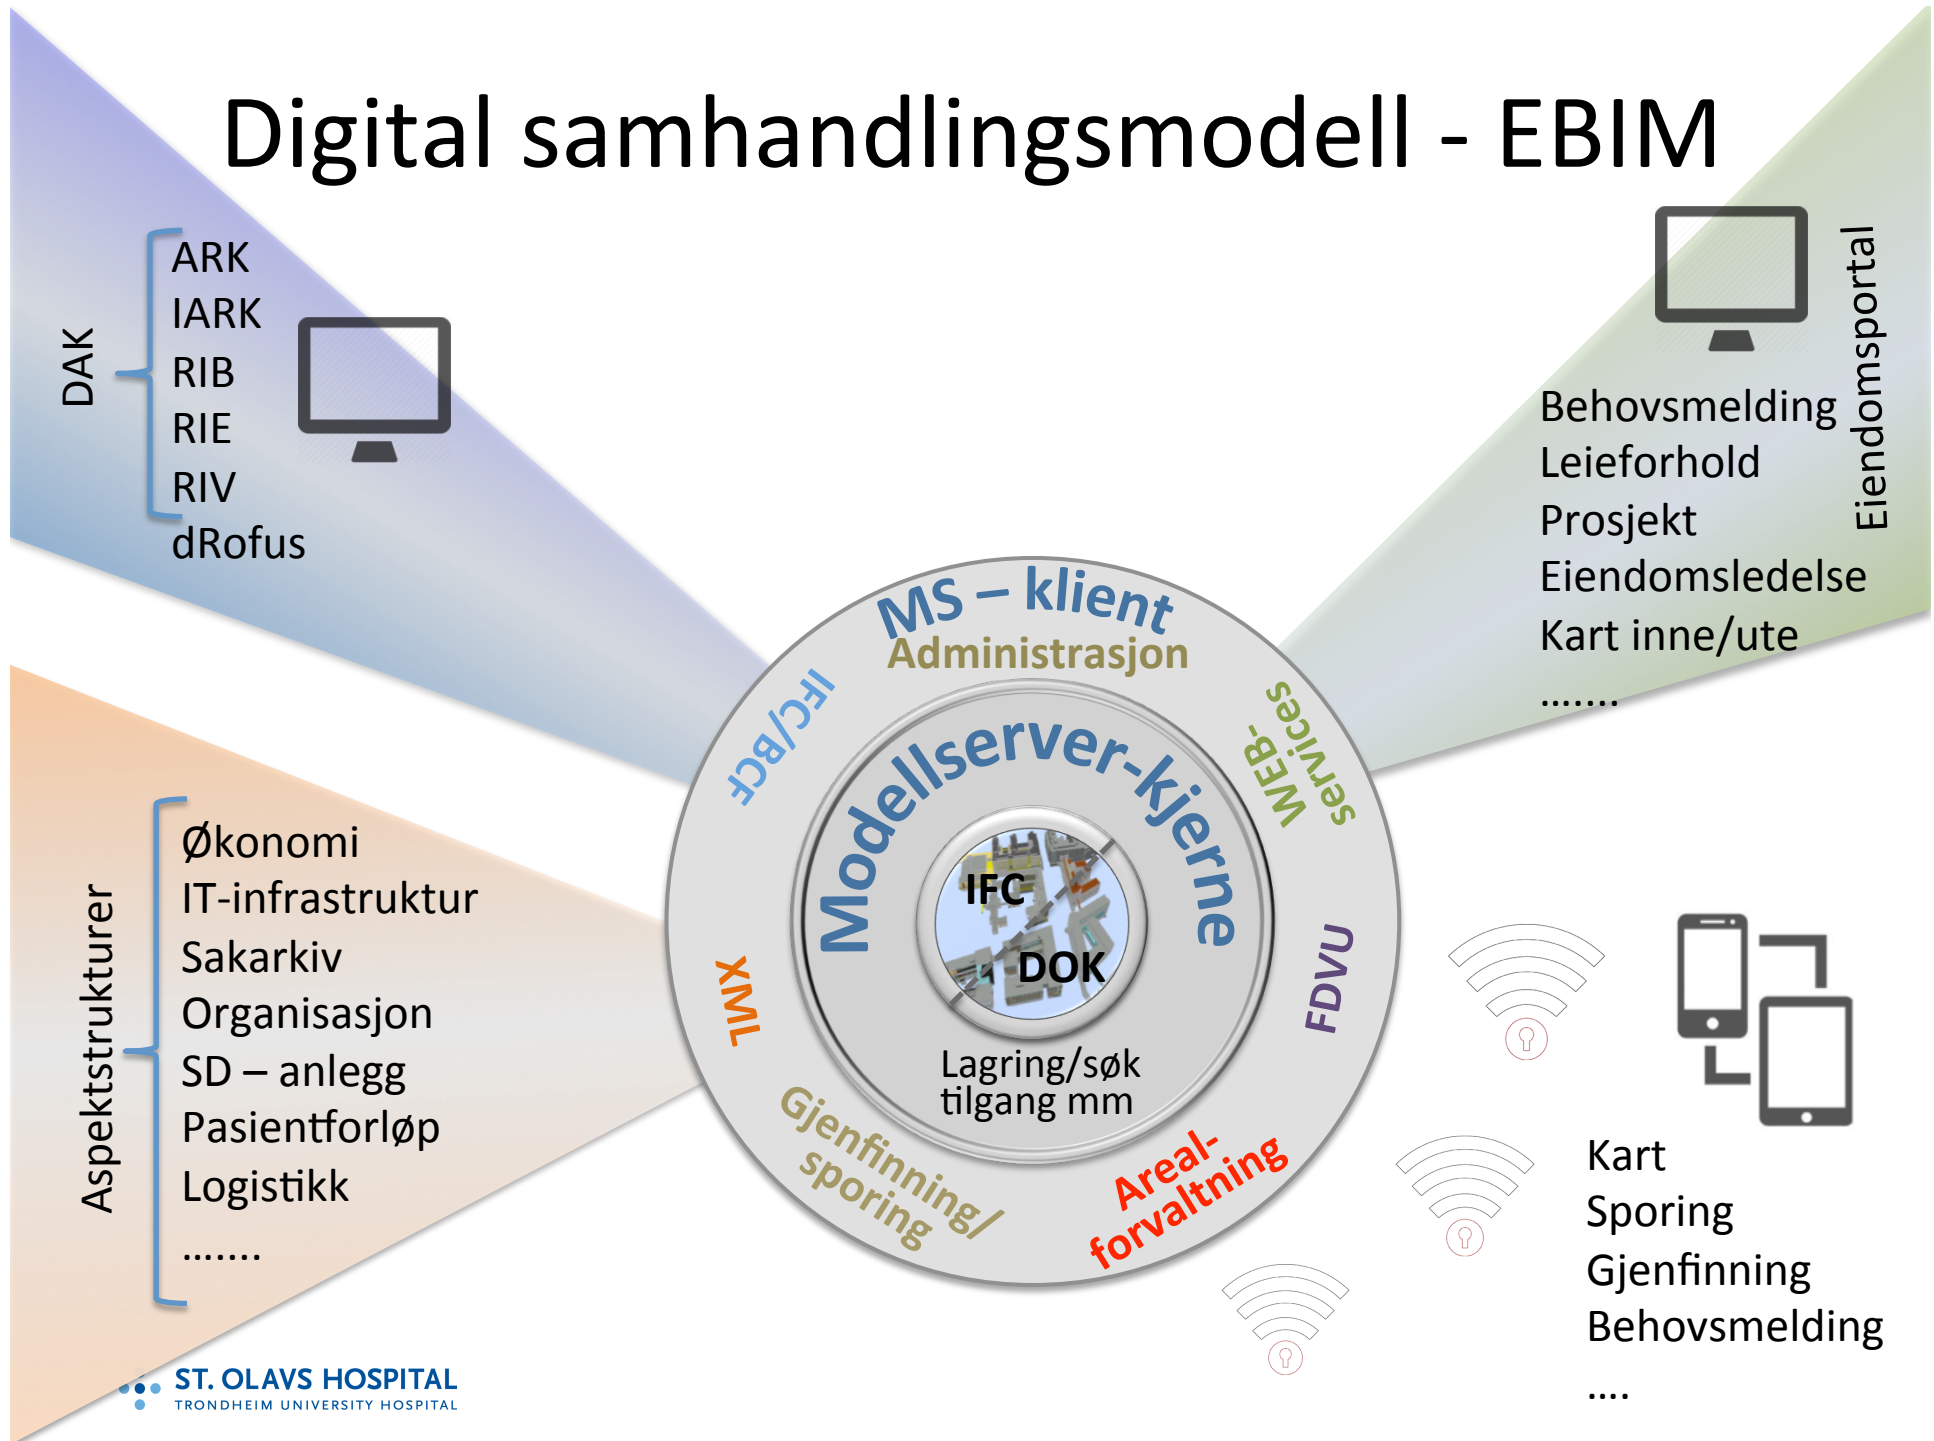 Digital samhandlingsmodell - EBIM
DAK
ARK
IARK
RIB
RIE
RIV
dRofus
Eiendomsportal
Behovsmelding
Leieforhold
Prosjekt
Eiendomsledelse
Kart inne/ute
.......
MS – klient
Administrasjon
IFC/BCF
WEB-
services
Modellserver-kjerne
IFC
DOK
Lagring/søk
tilgang mm
XML
FDVU
Gjenfinning/
sporing
Areal-
forvaltning
Aspektstrukturer
Økonomi
IT-infrastruktur
Sakarkiv
Organisasjon
SD – anlegg
Pasientforløp
Logistikk
.......
Kart
Sporing
Gjenfinning
Behovsmelding
....
ST. OLAVS HOSPITAL
TRONDHEIM UNIVERSITY HOSPITAL